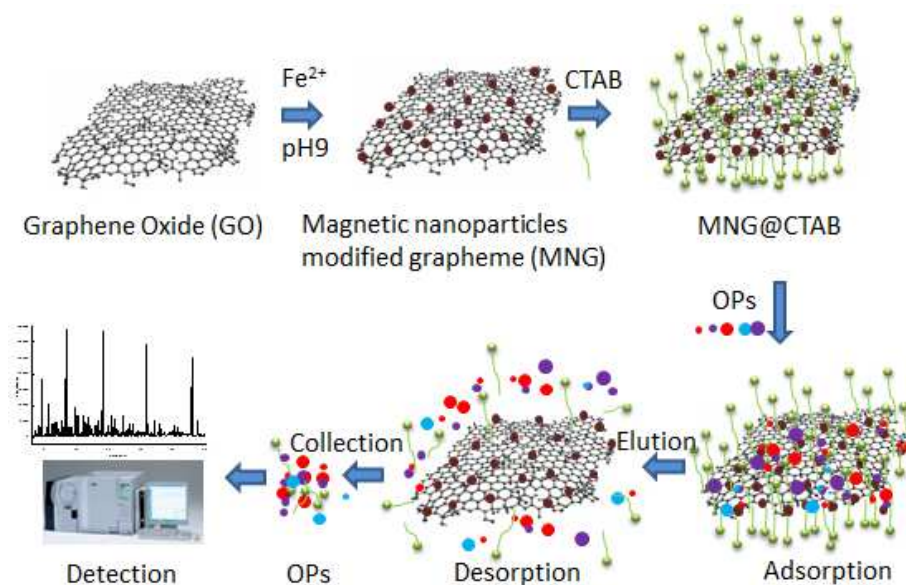 Fe²⁺
pH9
CTAB
Graphene Oxide (GO)
Magnetic nanoparticles
modified grapheme (MNG)
MNG@CTAB
OPs
Collection
Elution
Detection
OPs
Desorption
Adsorption